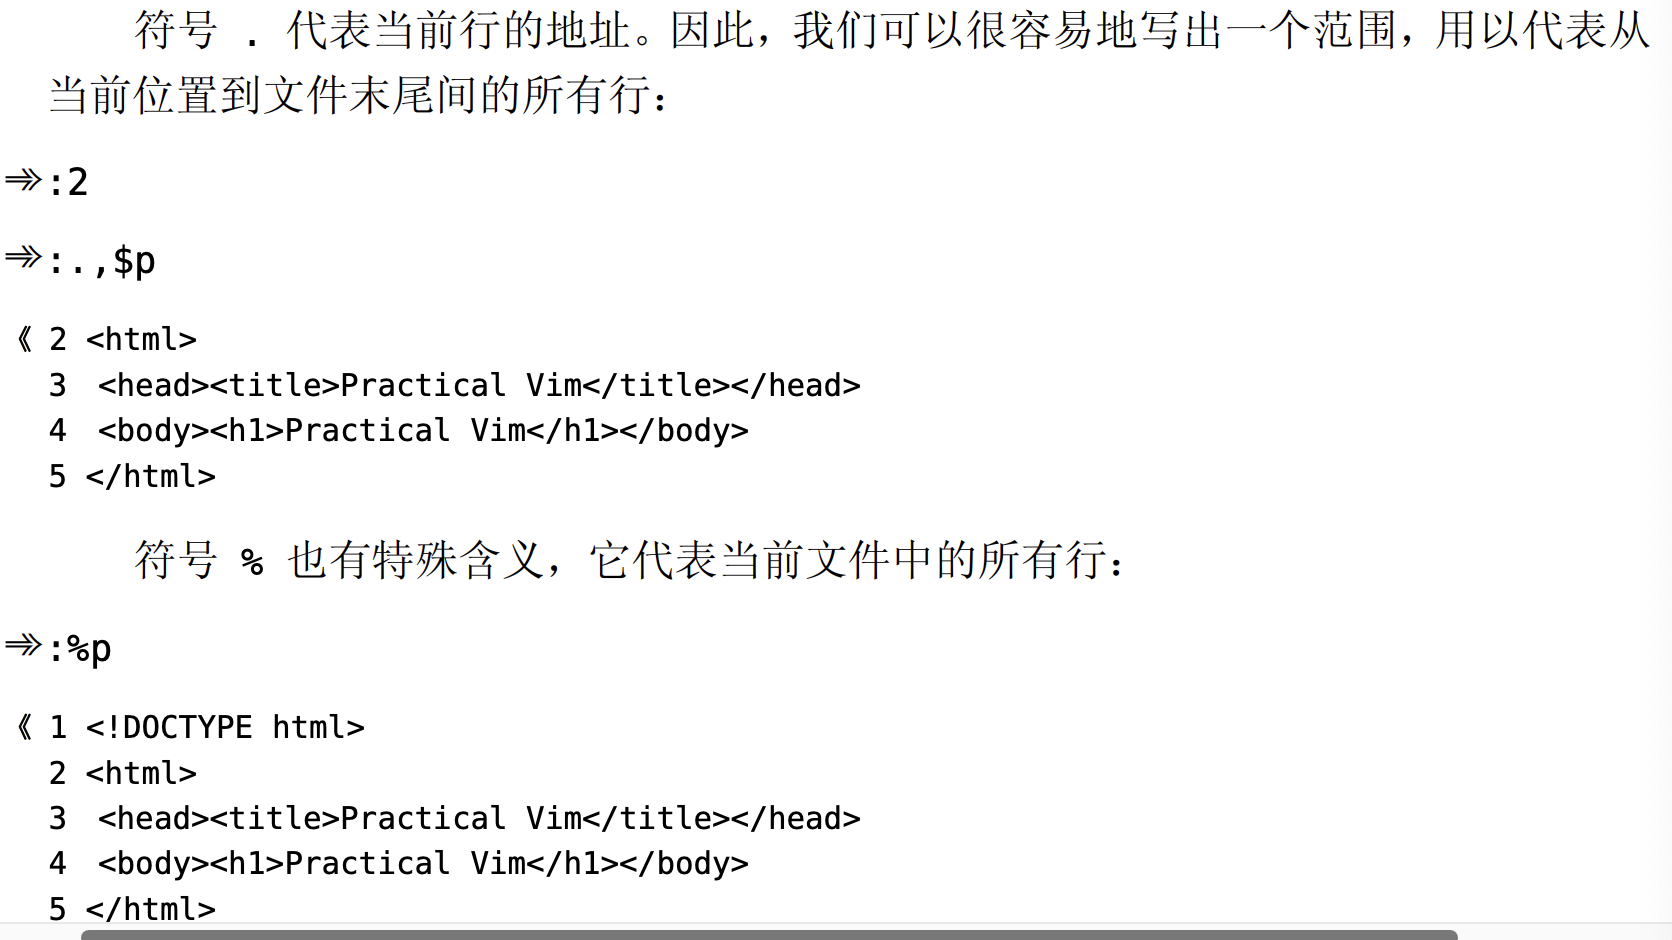 符号 . 代表当前行的地址。因此，我们可以很容易地写出一个范围，用以代表从
当前位置到文件末尾间的所有行：
⇒:2
⇒:.,$p
《 2 <html>
3 <head><title>Practical Vim</title></head>
4 <body><h1>Practical Vim</h1></body>
5 </html>
符号 % 也有特殊含义，它代表当前文件中的所有行：
⇒:%p
《 1 <!DOCTYPE html>
2 <html>
3 <head><title>Practical Vim</title></head>
4 <body><h1>Practical Vim</h1></body>
5 </html>